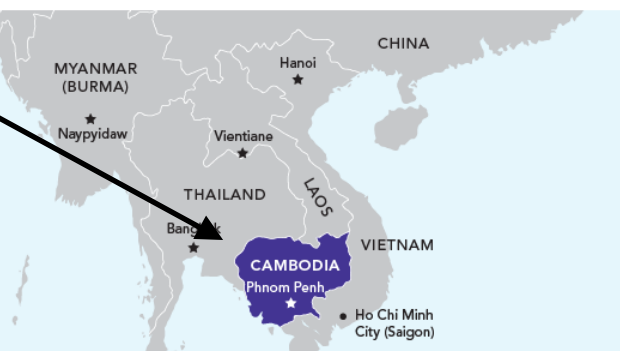 CHINA
Hanoi
MYANMAR
(BURMA)
Naypyidaw
Vientiane
THAILAND
LAOS
VIETNAM
CAMBODIA
Phnom Penh
Ho Chi Minh
City (Saigon)